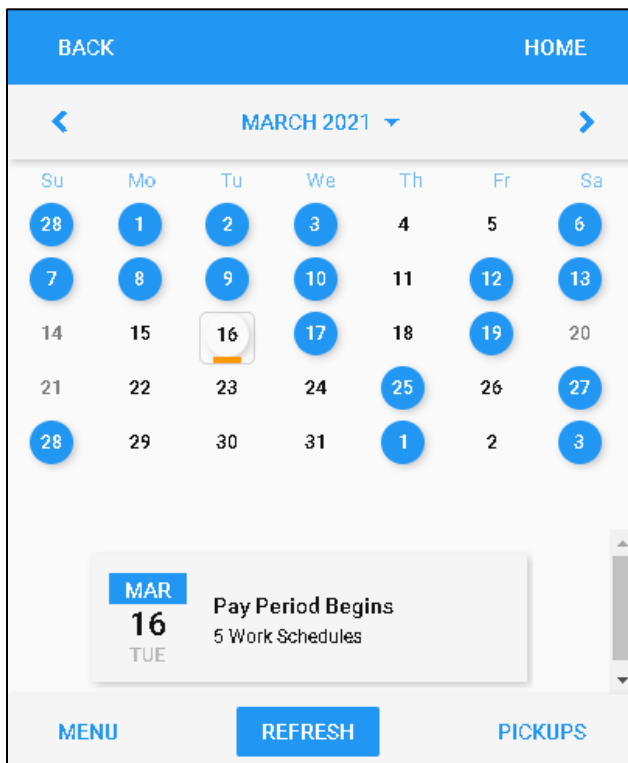 BACK HOME
MARCH 2021
Su Mo Tu We Th Fr Sa
28 1 2 3 4 5 6
7 8 9 10 11 12 13
14 15 16 17 18 19 20
21 22 23 24 25 26 27
28 29 30 31 1 2 3
MAR
16
TUE
Pay Period Begins
5 Work Schedules
MENU REFRESH PICKUPS